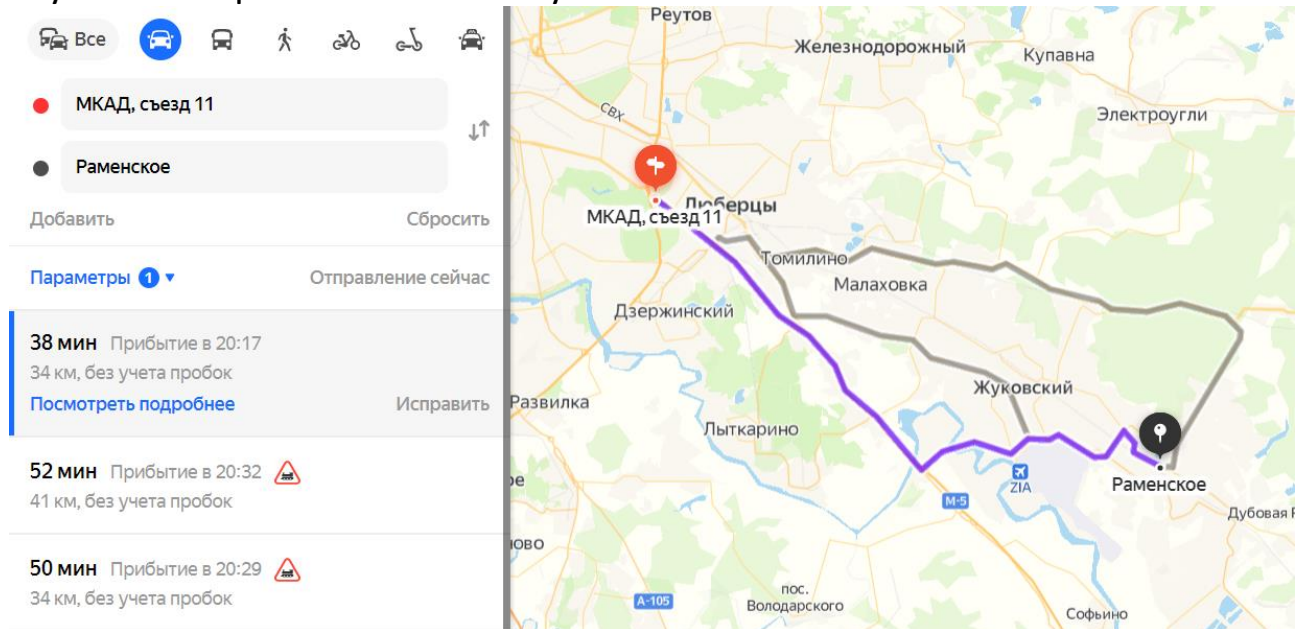 Все
МКАД, съезд 11
Раменское
Добавить
Сбросить
Параметры 1
Отправление сейчас
38 мин Прибытие в 20:17
34 км, без учета пробок
Посмотреть подробнее
Исправить
52 мин Прибытие в 20:32
41 км, без учета пробок
50 мин Прибытие в 20:29
34 км, без учета пробок
Реутов
Железнодорожный
Купавна
СВХ
Электроугли
Люберцы
МКАД, съезд 11
Томилино
Малаховка
Дзержинский
Жуковский
Развилка
Лыткарино
ZIA
Раменское
М-5
Дубовая
А-105
пос.
Володарского
Софьино